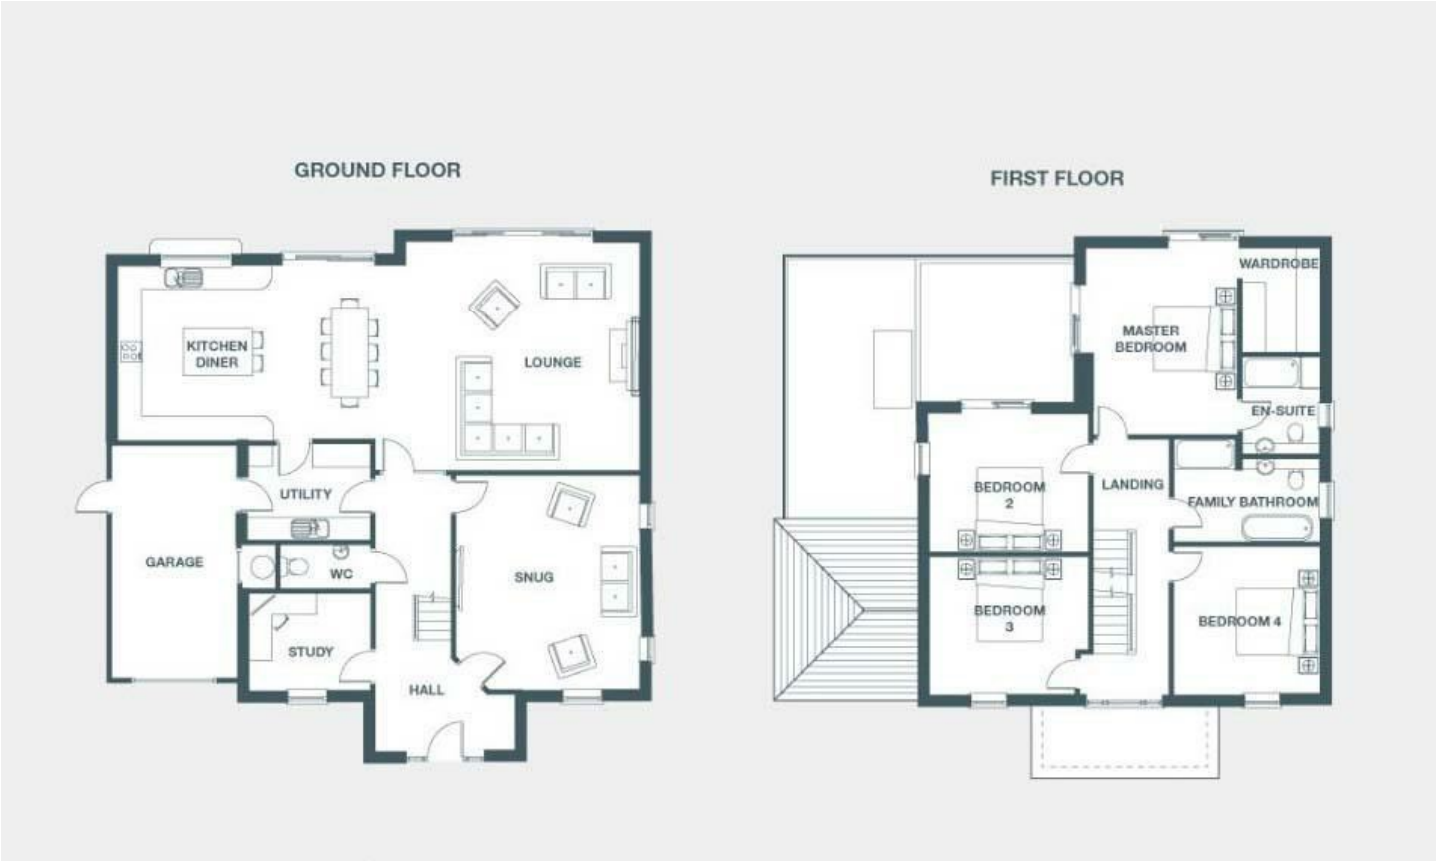 GROUND FLOOR
KITCHEN
DINER
LOUNGE
UTILITY
GARAGE
WC
SNUG
STUDY
HALL
FIRST FLOOR
WARDROBE
MASTER
BEDROOM
EN-SUITE
LANDING
BEDROOM
2
FAMILY BATHROOM
BEDROOM
3
BEDROOM 4